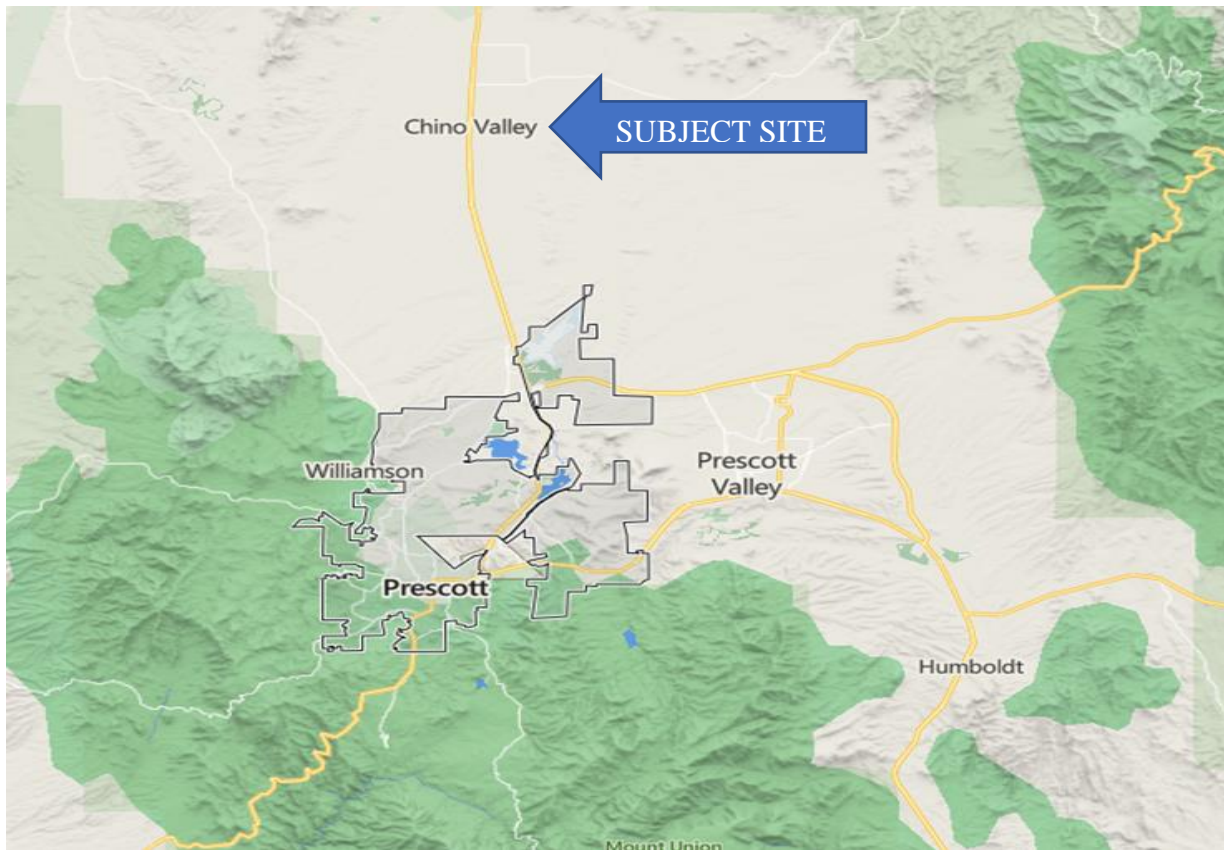 Chino Valley
SUBJECT SITE
Williamson
Prescott
Valley
Prescott
Humboldt
Mount Union